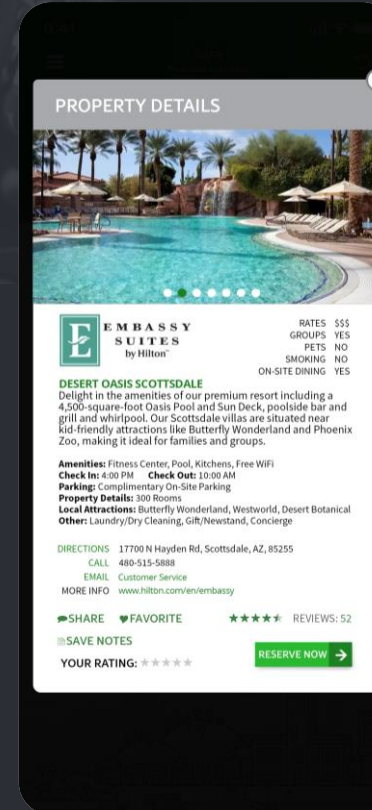 PROPERTY DETAILS
EMBASSY
SUITES
by Hilton™
RATES $$$
GROUPS YES
PETS NO
SMOKING NO
ON-SITE DINING YES
DESERT OASIS SCOTTSDALE
Delight in the amenities of our premium resort including a
4,500-square-foot Oasis Pool and Sun Deck, poolside bar and
grill and whirlpool. Our Scottsdale villas are situated near
kid-friendly attractions like Butterfly Wonderland and Phoenix
Zoo, making it ideal for families and groups.
Amenities: Fitness Center, Pool, Kitchens, Free WiFi
Check In: 4:00 PM Check Out: 10:00 AM
Parking: Complimentary On-Site Parking
Property Details: 300 Rooms
Local Attractions: Butterfly Wonderland, Westworld, Desert Botanical
Other: Laundry/Dry Cleaning, Gift/Newstand, Concierge
DIRECTIONS 17700 N Hayden Rd, Scottsdale, AZ, 85255
CALL 480-515-5888
EMAIL Customer Service
MORE INFO www.hilton.com/en/embassy
SHARE FAVORITE REVIEWS: 52
SAVE NOTES
YOUR RATING:
RESERVE NOW